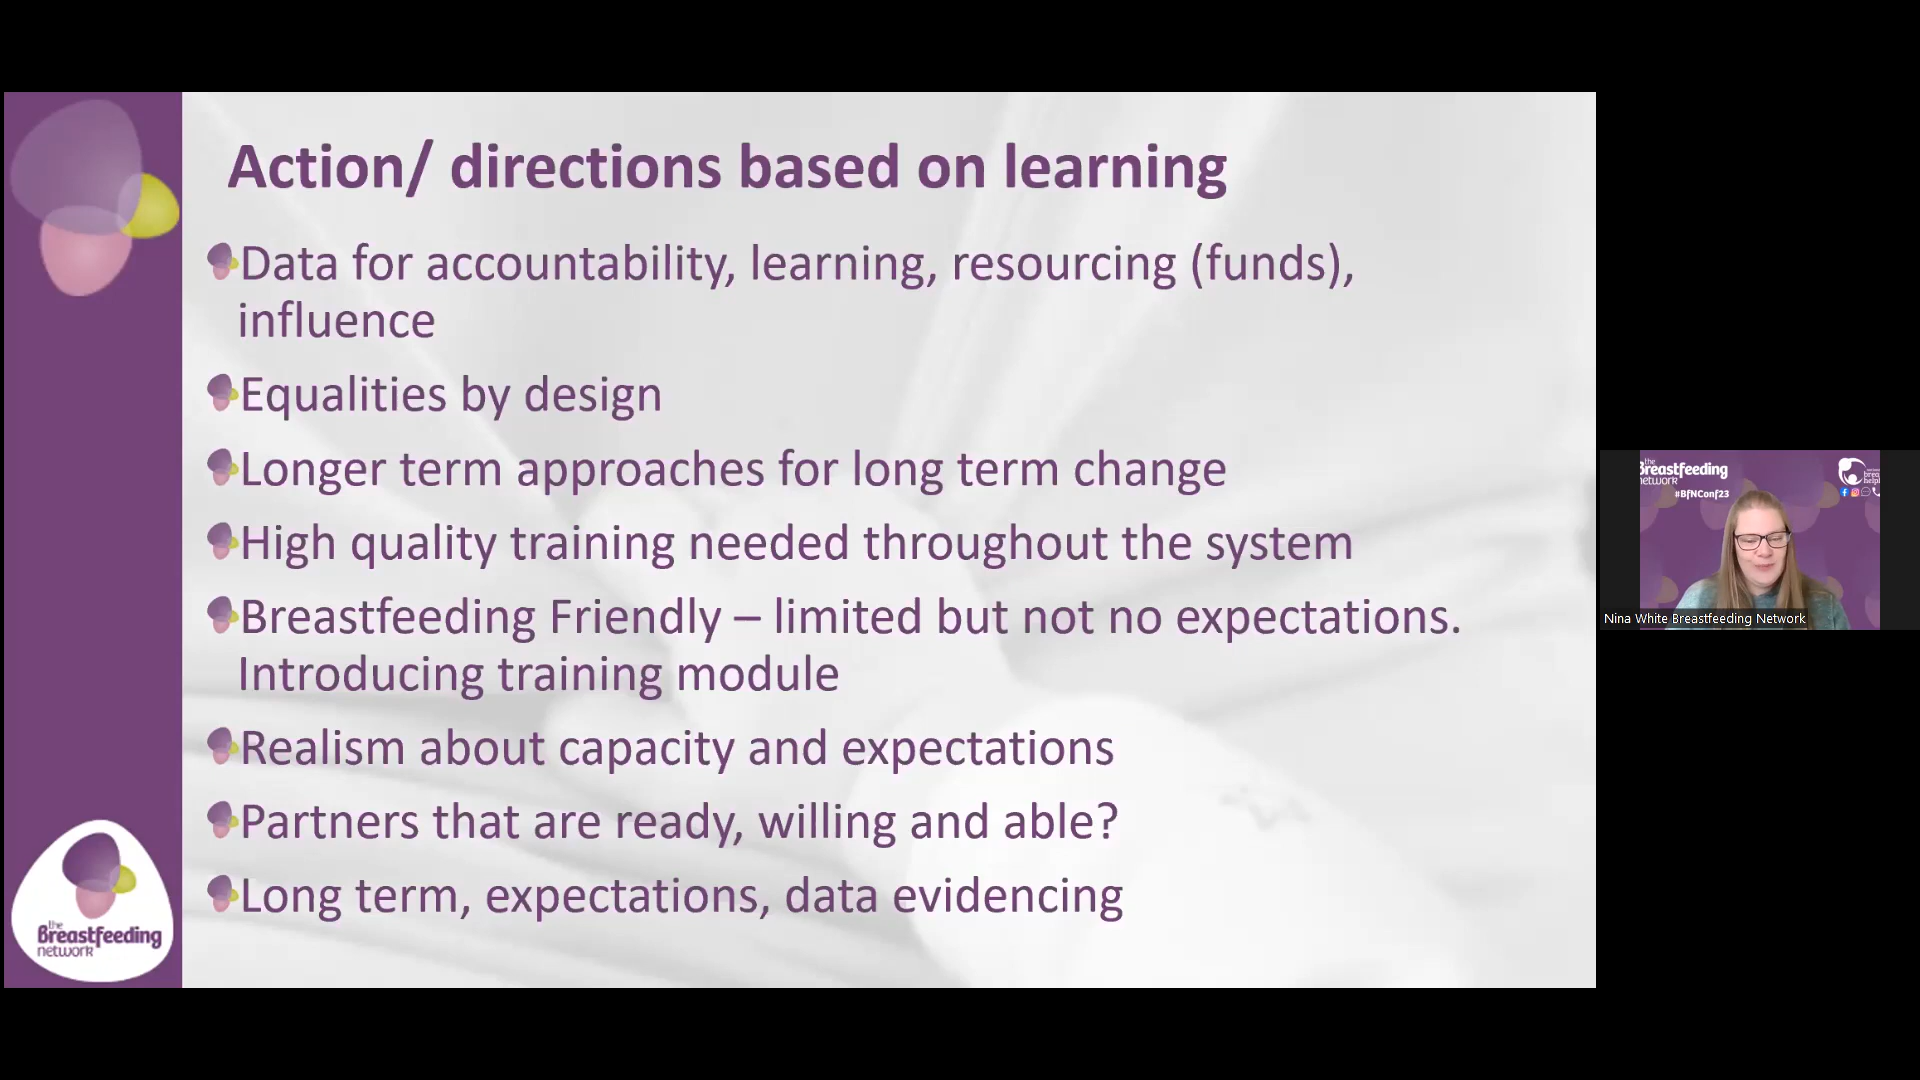 Action/ directions based on learning
Data for accountability, learning, resourcing (funds),
influence
Equalities by design
Longer term approaches for long term change
High quality training needed throughout the system
Breastfeeding Friendly – limited but not no expectations.
Introducing training module
Realism about capacity and expectations
Partners that are ready, willing and able?
Long term, expectations, data evidencing
the
Breastfeeding
network
the
Breastfeeding
network
#BfNConf23
Nina White Breastfeeding Network